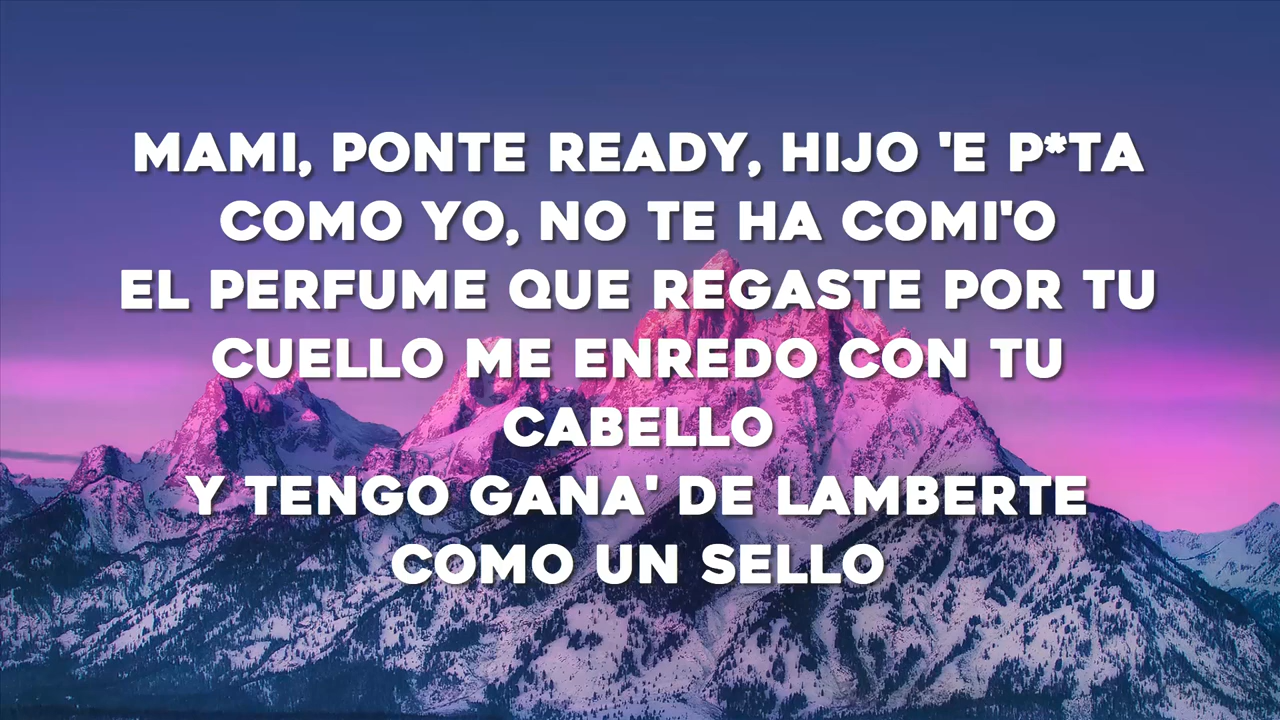 MAMI, PONTE READY, HIJO 'E P*TA
COMO YO, NO TE HA COMI'O
EL PERFUME QUE REGASTE POR TU
CUELLO ME ENREDO CON TU
CABELLO
Y TENGO GANA' DE LAMBERTE
COMO UN SELLO